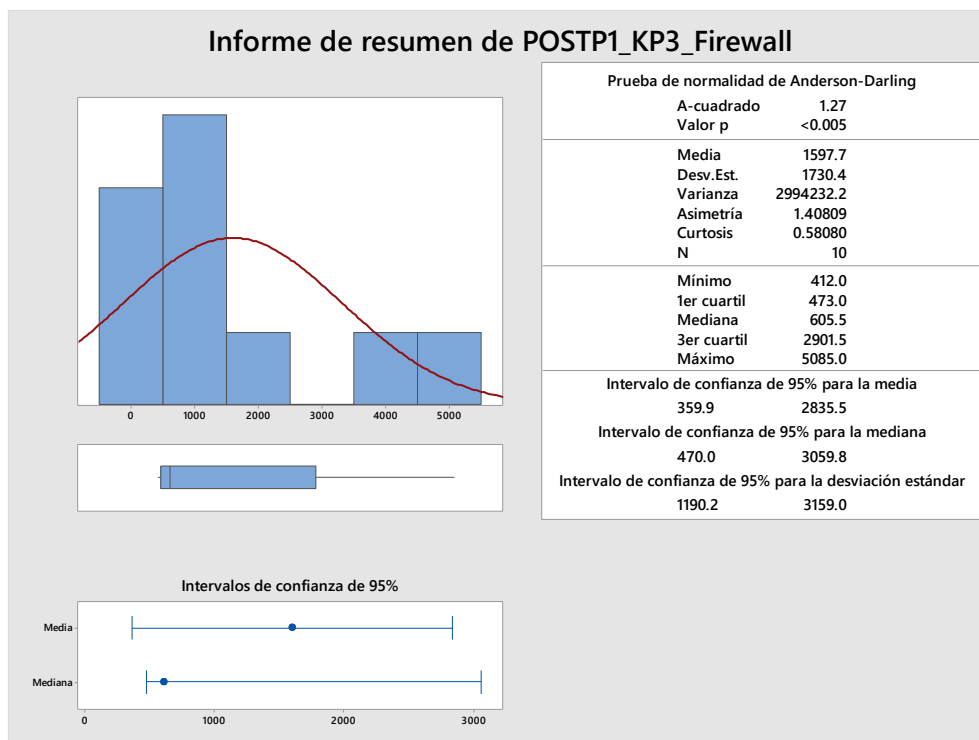 Informe de resumen de POSTP1_KP3_Firewall
0 1000 2000 3000 4000 5000
Intervalos de confianza de 95%
Media
Mediana
0 1000 2000 3000
Prueba de normalidad de Anderson-Darling
A-cuadrado 1.27
Valor p <0.005
Media 1597.7
Desv.Est. 1730.4
Varianza 2994232.2
Asimetría 1.40809
Curtosis 0.58080
N 10
Mínimo 412.0
1er cuartil 473.0
Mediana 605.5
3er cuartil 2901.5
Máximo 5085.0
Intervalo de confianza de 95% para la media
359.9 2835.5
Intervalo de confianza de 95% para la mediana
470.0 3059.8
Intervalo de confianza de 95% para la desviación estándar
1190.2 3159.0